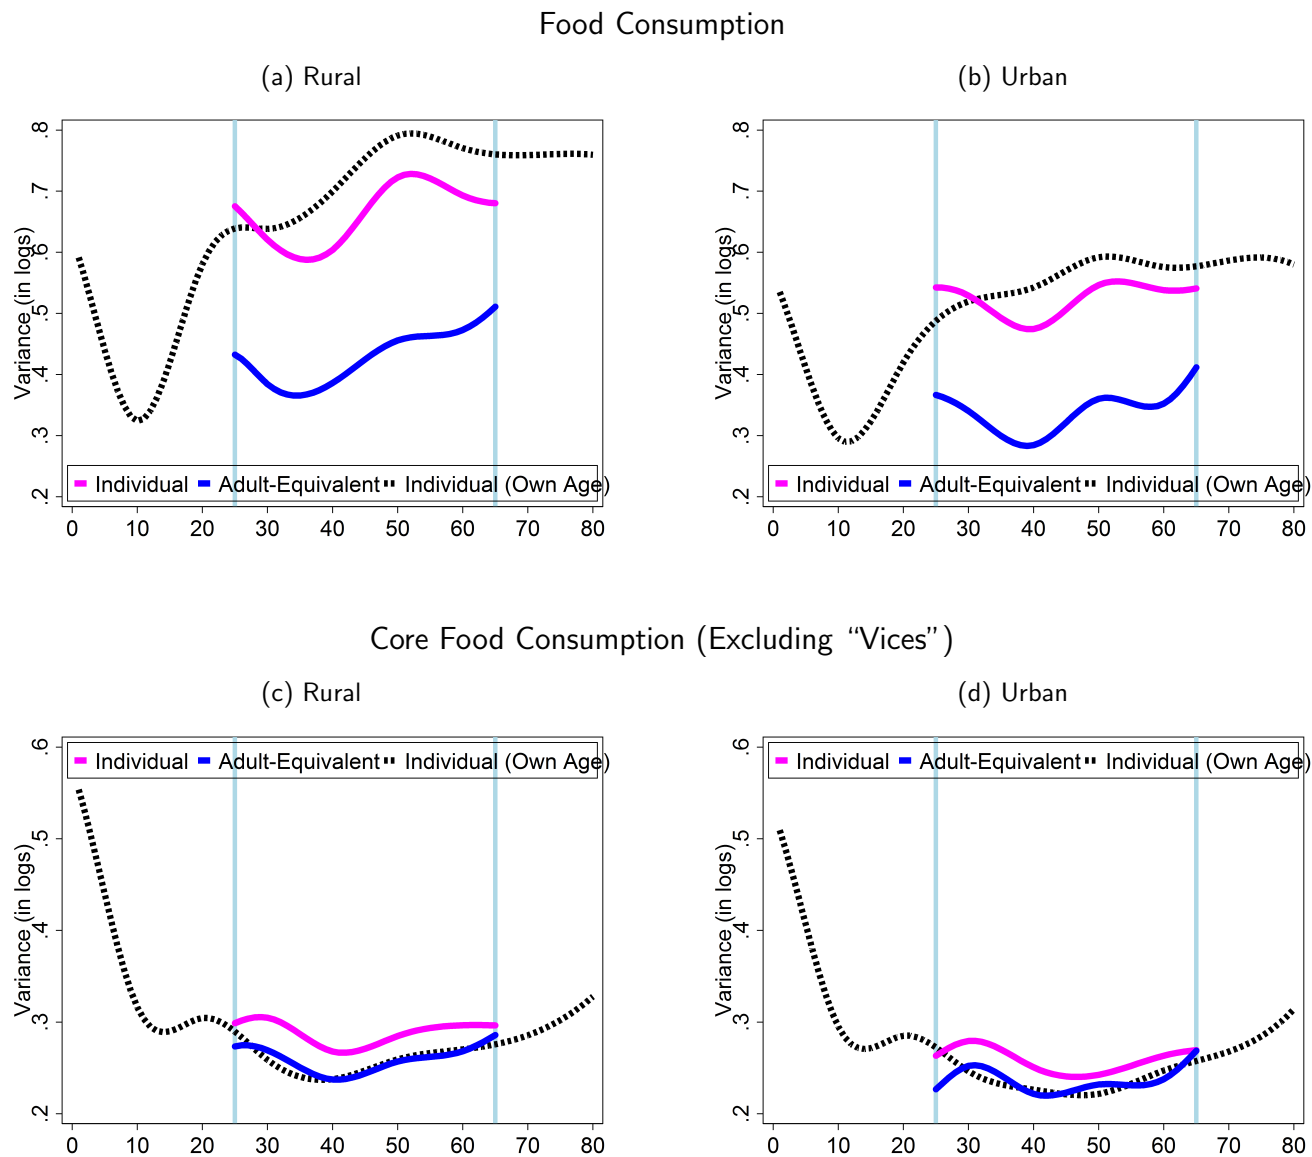 Food Consumption
(a) Rural
(b) Urban
Variance (in logs)
.2 .3 .4 .5 .6 .7 .8
Individual Adult-Equivalent Individual (Own Age)
0 10 20 30 40 50 60 70 80
Variance (in logs)
.2 .3 .4 .5 .6 .7 .8
Individual Adult-Equivalent Individual (Own Age)
0 10 20 30 40 50 60 70 80
Core Food Consumption (Excluding “Vices”)
(c) Rural
(d) Urban
Variance (in logs)
.2 .3 .4 .5 .6
Individual Adult-Equivalent Individual (Own Age)
0 10 20 30 40 50 60 70 80
Variance (in logs)
.2 .3 .4 .5 .6
Individual Adult-Equivalent Individual (Own Age)
0 10 20 30 40 50 60 70 80